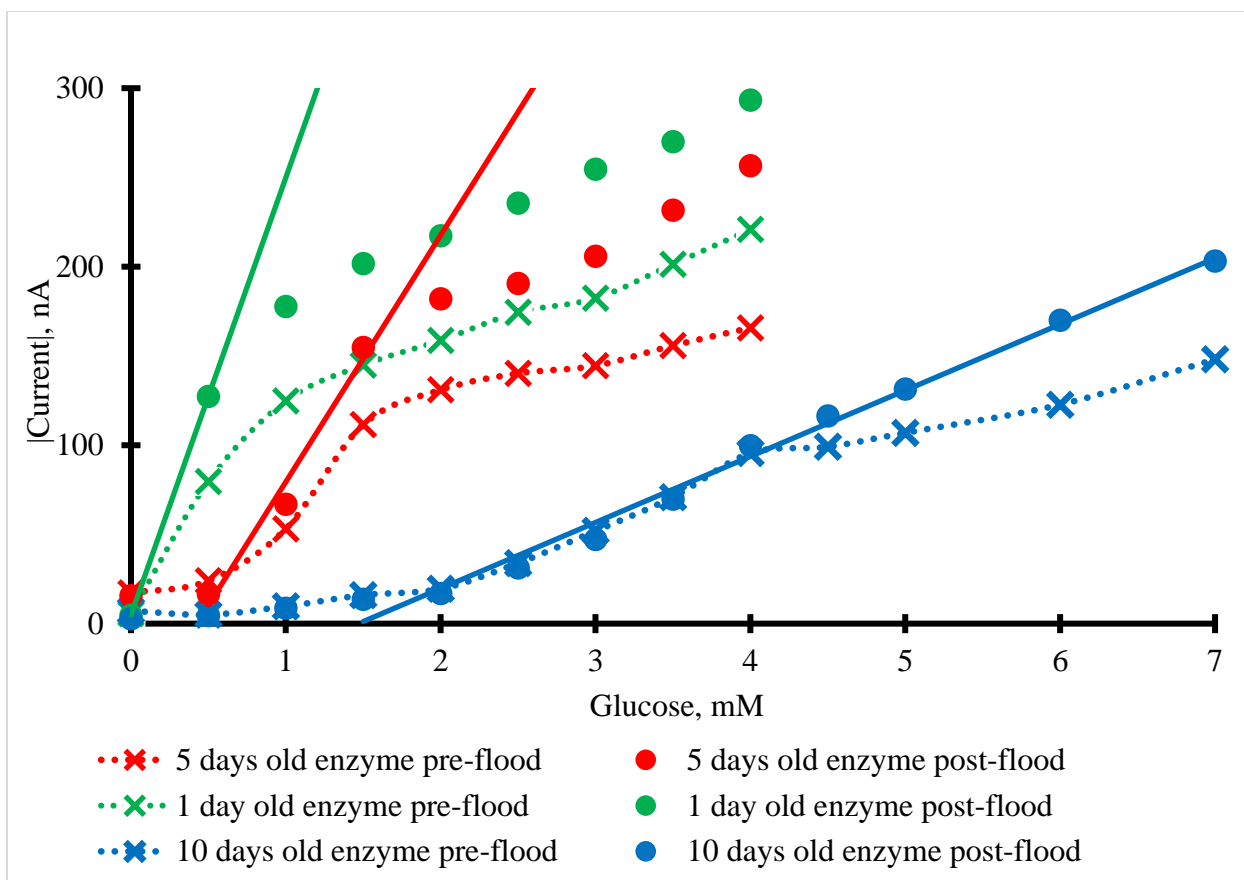 300
200
100
0
|Current|, nA
0 1 2 3 4 5 6 7
Glucose, mM
5 days old enzyme pre-flood
5 days old enzyme post-flood
1 day old enzyme pre-flood
1 day old enzyme post-flood
10 days old enzyme pre-flood
10 days old enzyme post-flood